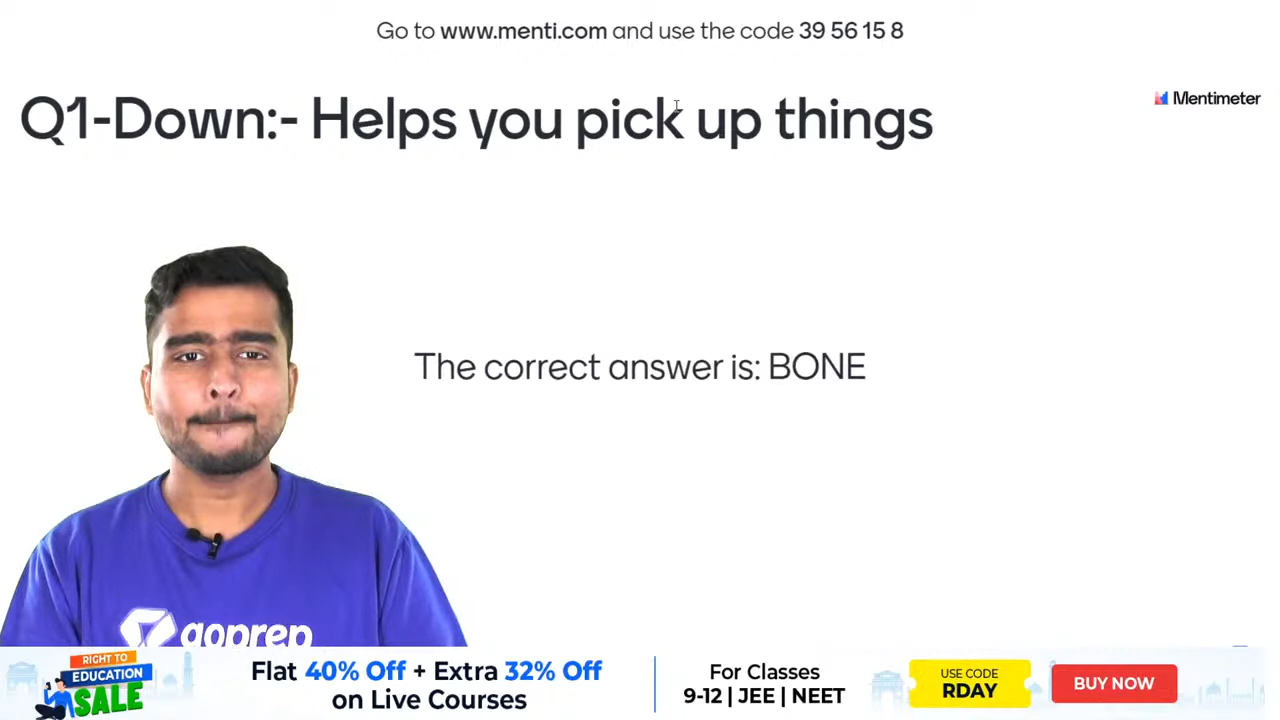 Go to www.menti.com and use the code 39 56 15 8
Mentimeter
Q1-Down:- Helps you pick up things
The correct answer is: BONE
goprep
RIGHT TO
EDUCATION
SALE
Flat 40% Off + Extra 32% Off
on Live Courses
For Classes
9-12 | JEE | NEET
USE CODE
RDAY
BUY NOW